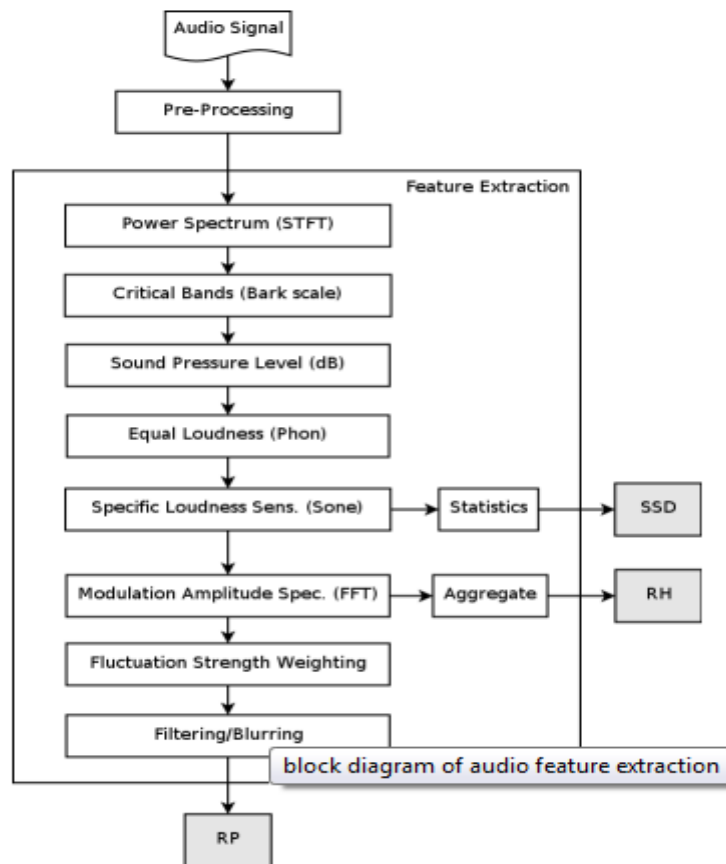 Audio Signal
Pre-Processing
Feature Extraction
Power Spectrum (STFT)
Critical Bands (Bark scale)
Sound Pressure Level (dB)
Equal Loudness (Phon)
Specific Loudness Sens. (Sone)
Statistics
SSD
Modulation Amplitude Spec. (FFT)
Aggregate
RH
Fluctuation Strength Weighting
Filtering/Blurring
block diagram of audio feature extraction
RP